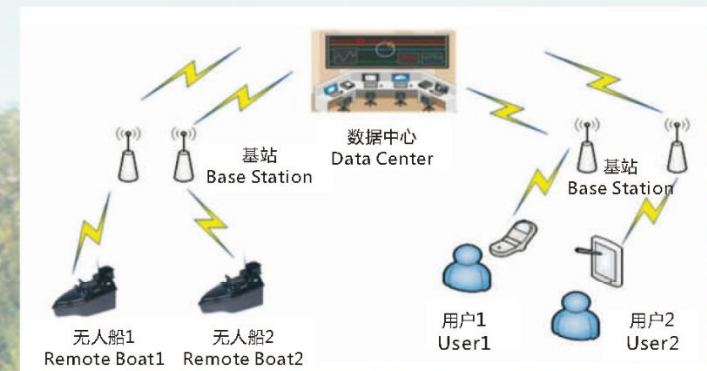 数据中心
Data Center
基站
Base Station
基站
Base Station
无人船1
Remote Boat1
无人船2
Remote Boat2
用户1
User1
用户2
User2